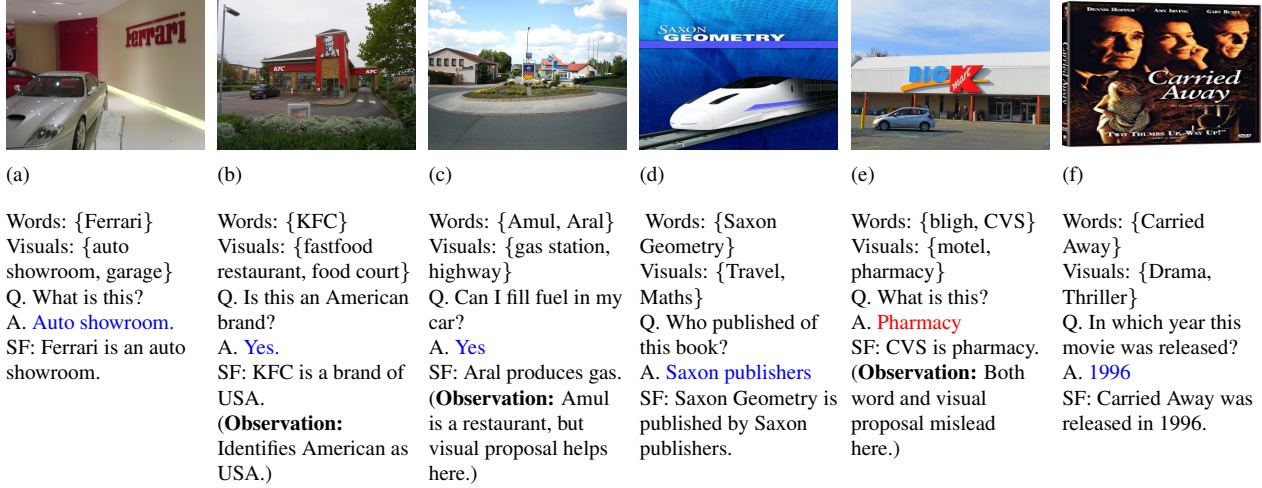 Ferrari
KFC
KFC
KFC
SAXON
GEOMETRY
BIG K
mart
DENNIS HOPPER AMY IRVING GARY BUSEY
Carried Away
Carried
Away
"TWO THUMBS UP...WAY UP!"
DVD
(a)
(b)
(c)
(d)
(e)
(f)
Words: {Ferrari}
Visuals: {auto
showroom, garage}
Q. What is this?
A. Auto showroom.
SF: Ferrari is an auto
showroom.
Words: {KFC}
Visuals: {fastfood
restaurant, food court}
Q. Is this an American
brand?
A. Yes.
SF: KFC is a brand of
USA.
(Observation:
Identifies American as
USA.)
Words: {Amul, Aral}
Visuals: {gas station,
highway}
Q. Can I fill fuel in my
car?
A. Yes
SF: Aral produces gas.
(Observation: Amul
is a restaurant, but
visual proposal helps
here.)
Words: {Saxon
Geometry}
Visuals: {Travel,
Maths}
Q. Who published of
this book?
A. Saxon publishers
SF: Saxon Geometry is
published by Saxon
publishers.
Words: {bligh, CVS}
Visuals: {motel,
pharmacy}
Q. What is this?
A. Pharmacy
SF: CVS is pharmacy.
(Observation: Both
word and visual
proposal mislead
here.)
Words: {Carried
Away}
Visuals: {Drama,
Thriller}
Q. In which year this
movie was released?
A. 1996
SF: Carried Away was
released in 1996.